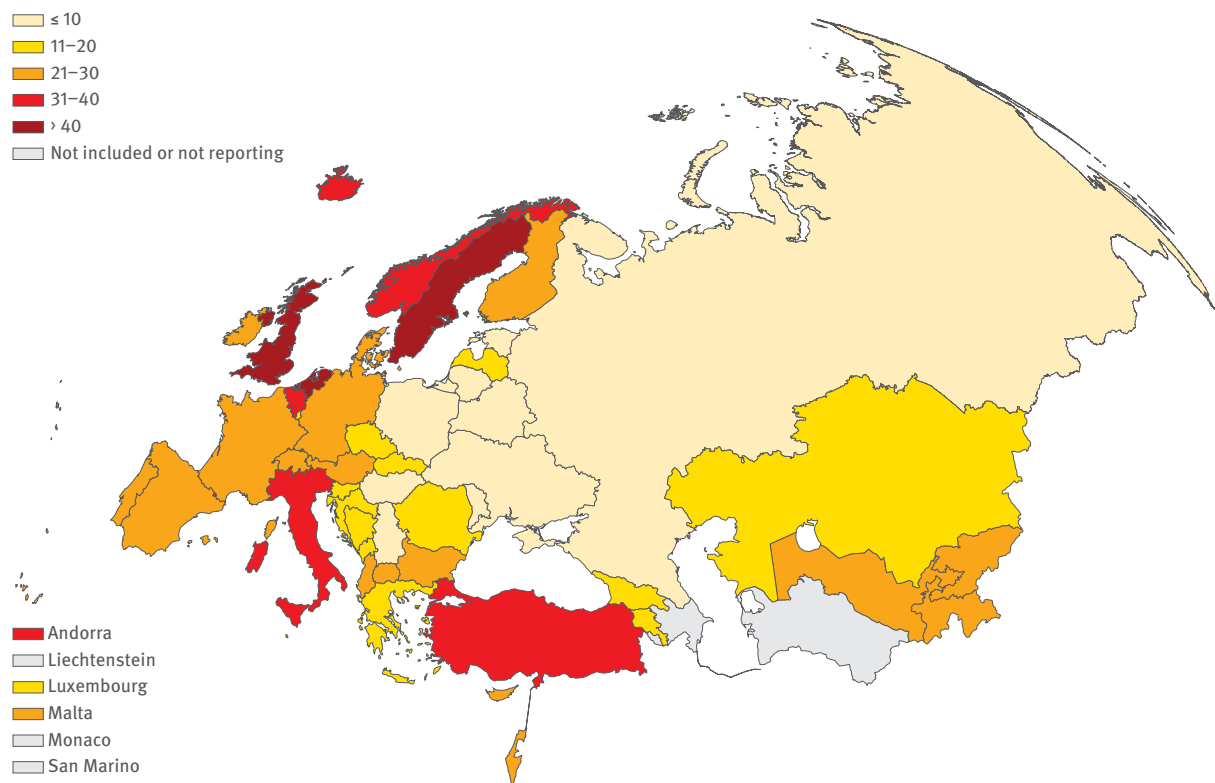 ≤ 10
11–20
21–30
31–40
› 40
Not included or not reporting
Andorra
Liechtenstein
Luxembourg
Malta
Monaco
San Marino